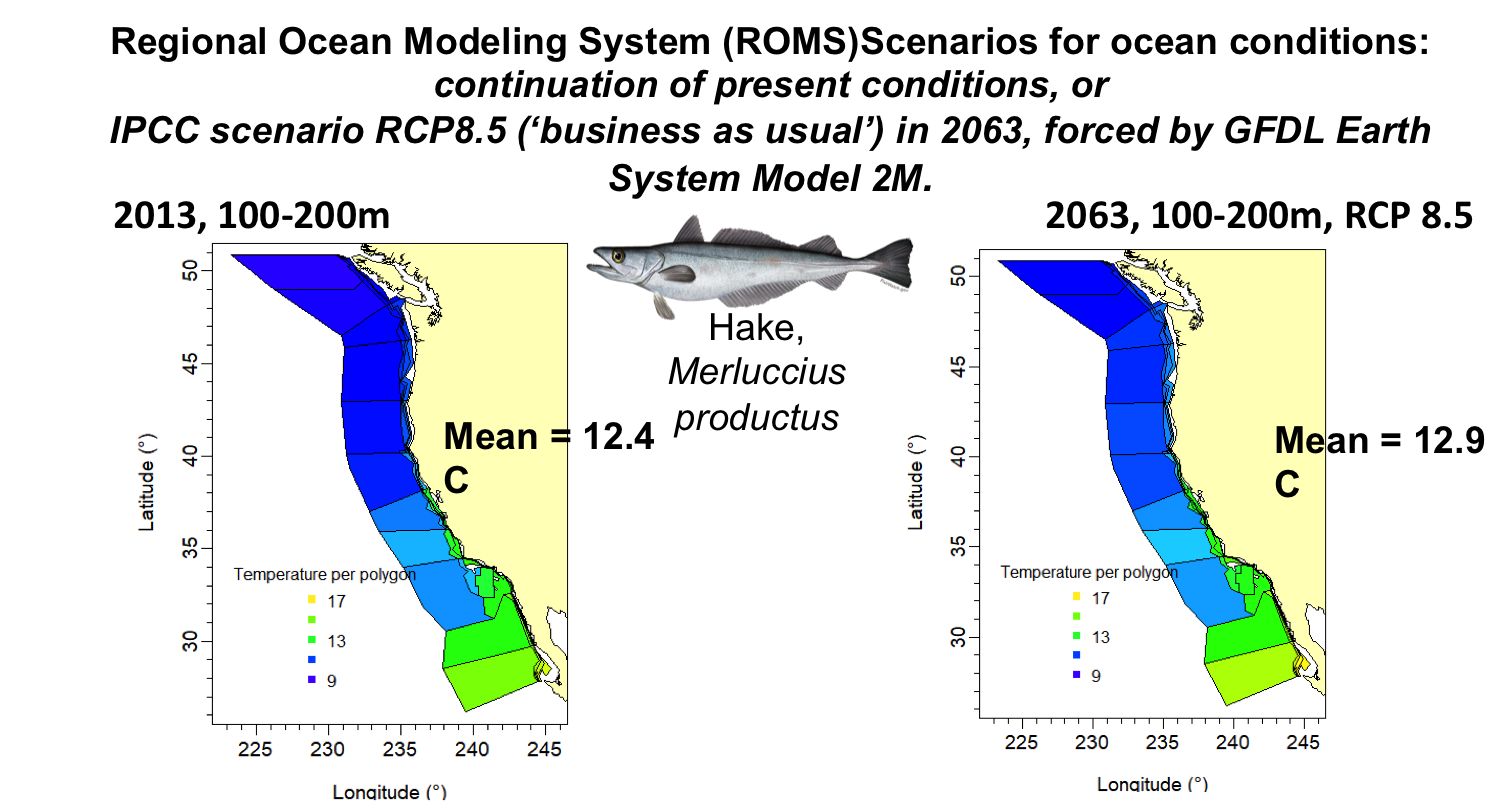 Regional Ocean Modeling System (ROMS)Scenarios for ocean conditions:
continuation of present conditions, or
IPCC scenario RCP8.5 (‘business as usual’) in 2063, forced by GFDL Earth
System Model 2M.
2013, 100-200m
2063, 100-200m, RCP 8.5
Hake,
Merluccius
productus
Mean = 12.4
C
Latitude (°)
50
45
40
35
30
Temperature per polygon
17
13
9
225 230 235 240 245
Longitude (°)
Mean = 12.9
C
Latitude (°)
50
45
40
35
30
Temperature per polygon
17
13
9
225 230 235 240 245
Longitude (°)